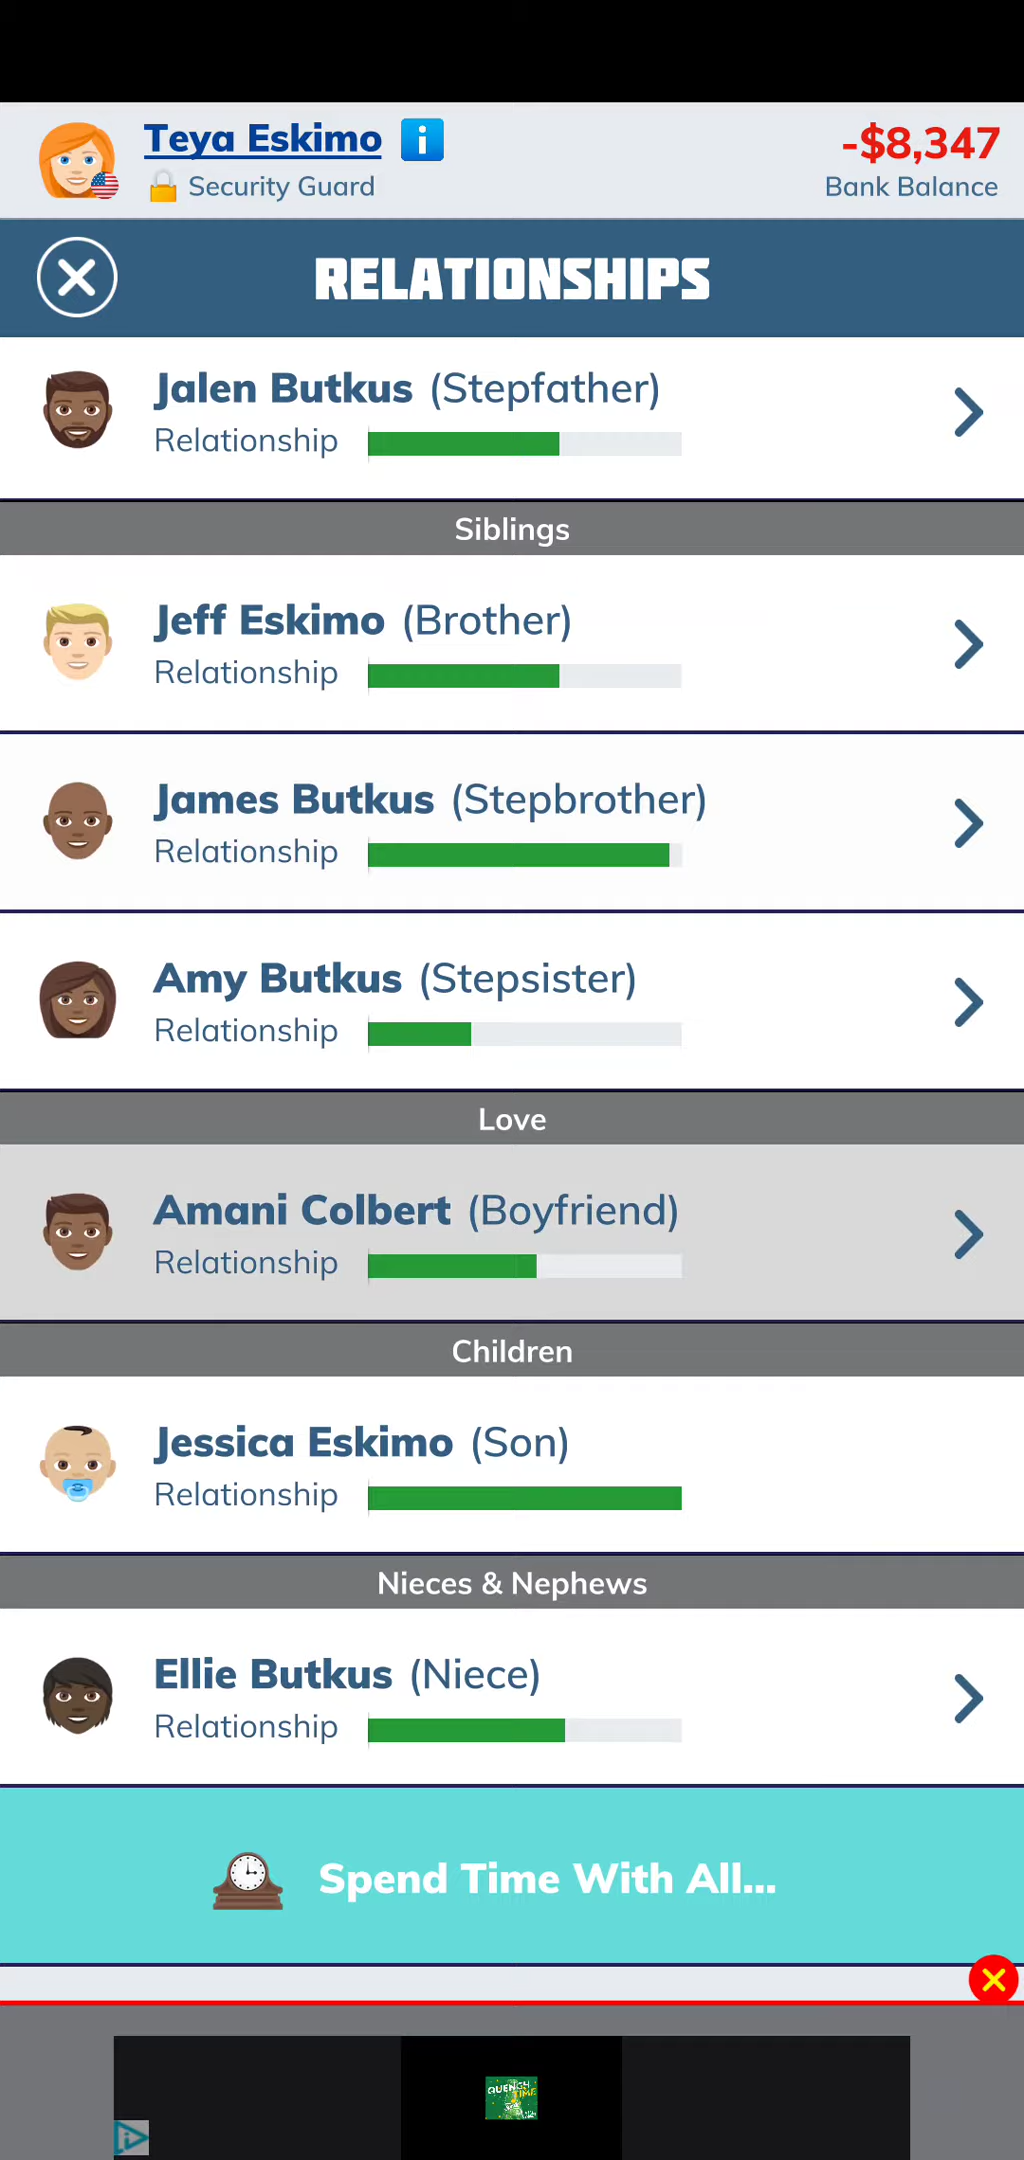 Teya Eskimo
-$8,347
Security Guard
Bank Balance
RELATIONSHIPS
Jalen Butkus (Stepfather)
Relationship
Siblings
Jeff Eskimo (Brother)
Relationship
James Butkus (Stepbrother)
Relationship
Amy Butkus (Stepsister)
Relationship
Love
Amani Colbert (Boyfriend)
Relationship
Children
Jessica Eskimo (Son)
Relationship
Nieces & Nephews
Ellie Butkus (Niece)
Relationship
Spend Time With All...
QUENCH
TIME